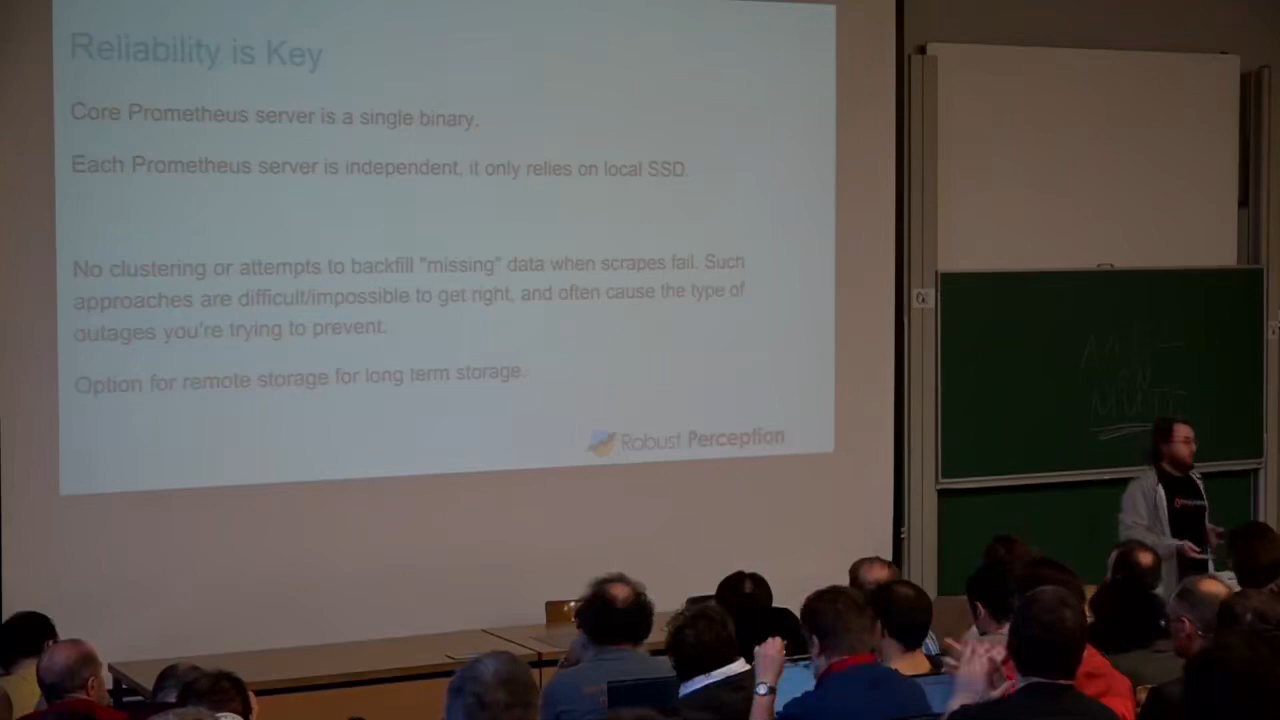 Reliability is Key
Core Prometheus server is a single binary.
Each Prometheus server is independent, it only relies on local SSD.
No clustering or attempts to backfill "missing" data when scrapes fail. Such
approaches are difficult/impossible to get right, and often cause the type of
outages you're trying to prevent.
Option for remote storage for long term storage.
Robust Perception